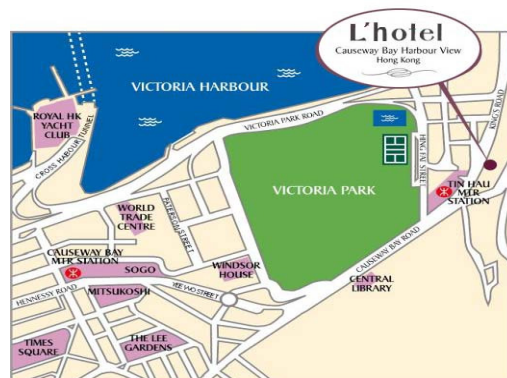 L'hotel
Causeway Bay Harbour View
Hong Kong
VICTORIA HARBOUR
ROYAL HK
YACHT
CLUB
CROSS HARBOUR TUNNEL
VICTORIA PARK ROAD
HING FAT STREET
KING'S ROAD
VICTORIA PARK
TIN HAU
MTR
STATION
WORLD
TRADE
CENTRE
PATERSON STREET
CAUSEWAY BAY
MTR STATION
SOGO
WINDSOR
HOUSE
CAUSEWAY BAY ROAD
CENTRAL
LIBRARY
HENNESSY ROAD
MITSUKOSHI
YEE WO STREET
TIMES
SQUARE
THE LEE
GARDENS